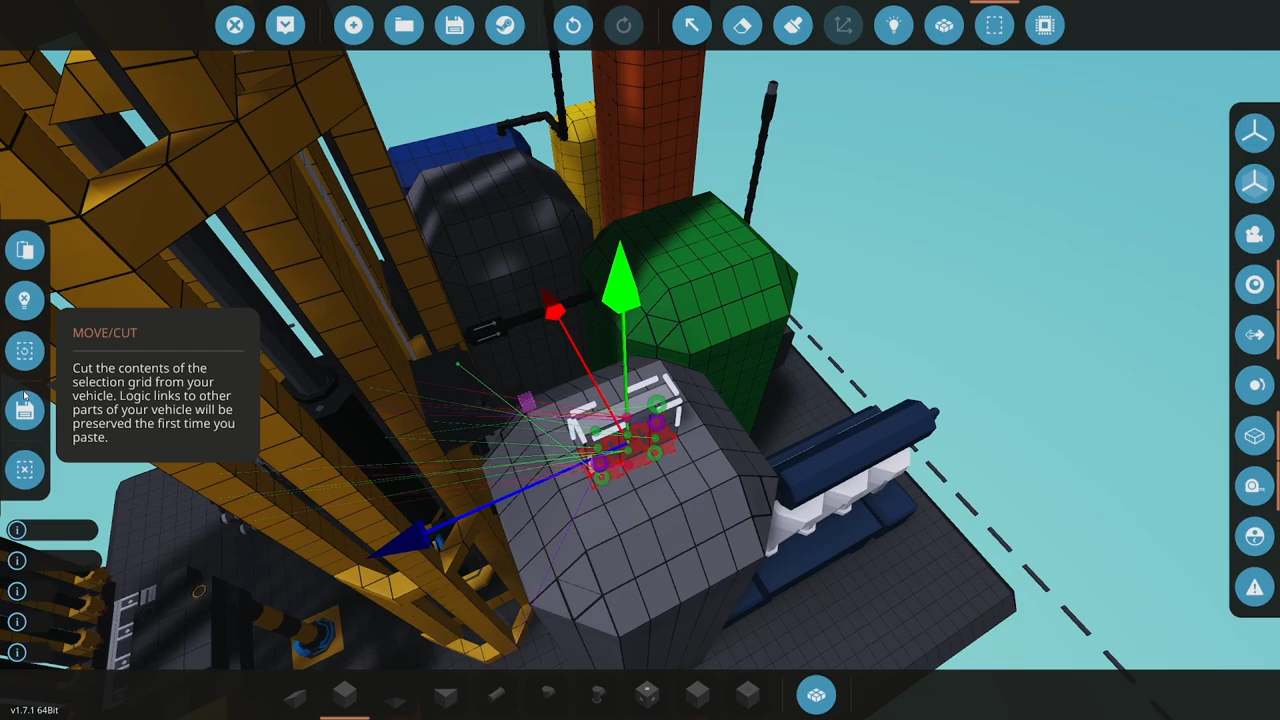 MOVE/CUT
Cut the contents of the
selection grid from your
vehicle. Logic links to other
parts of your vehicle will be
preserved the first time you
paste.
v1.7.1 64Bit